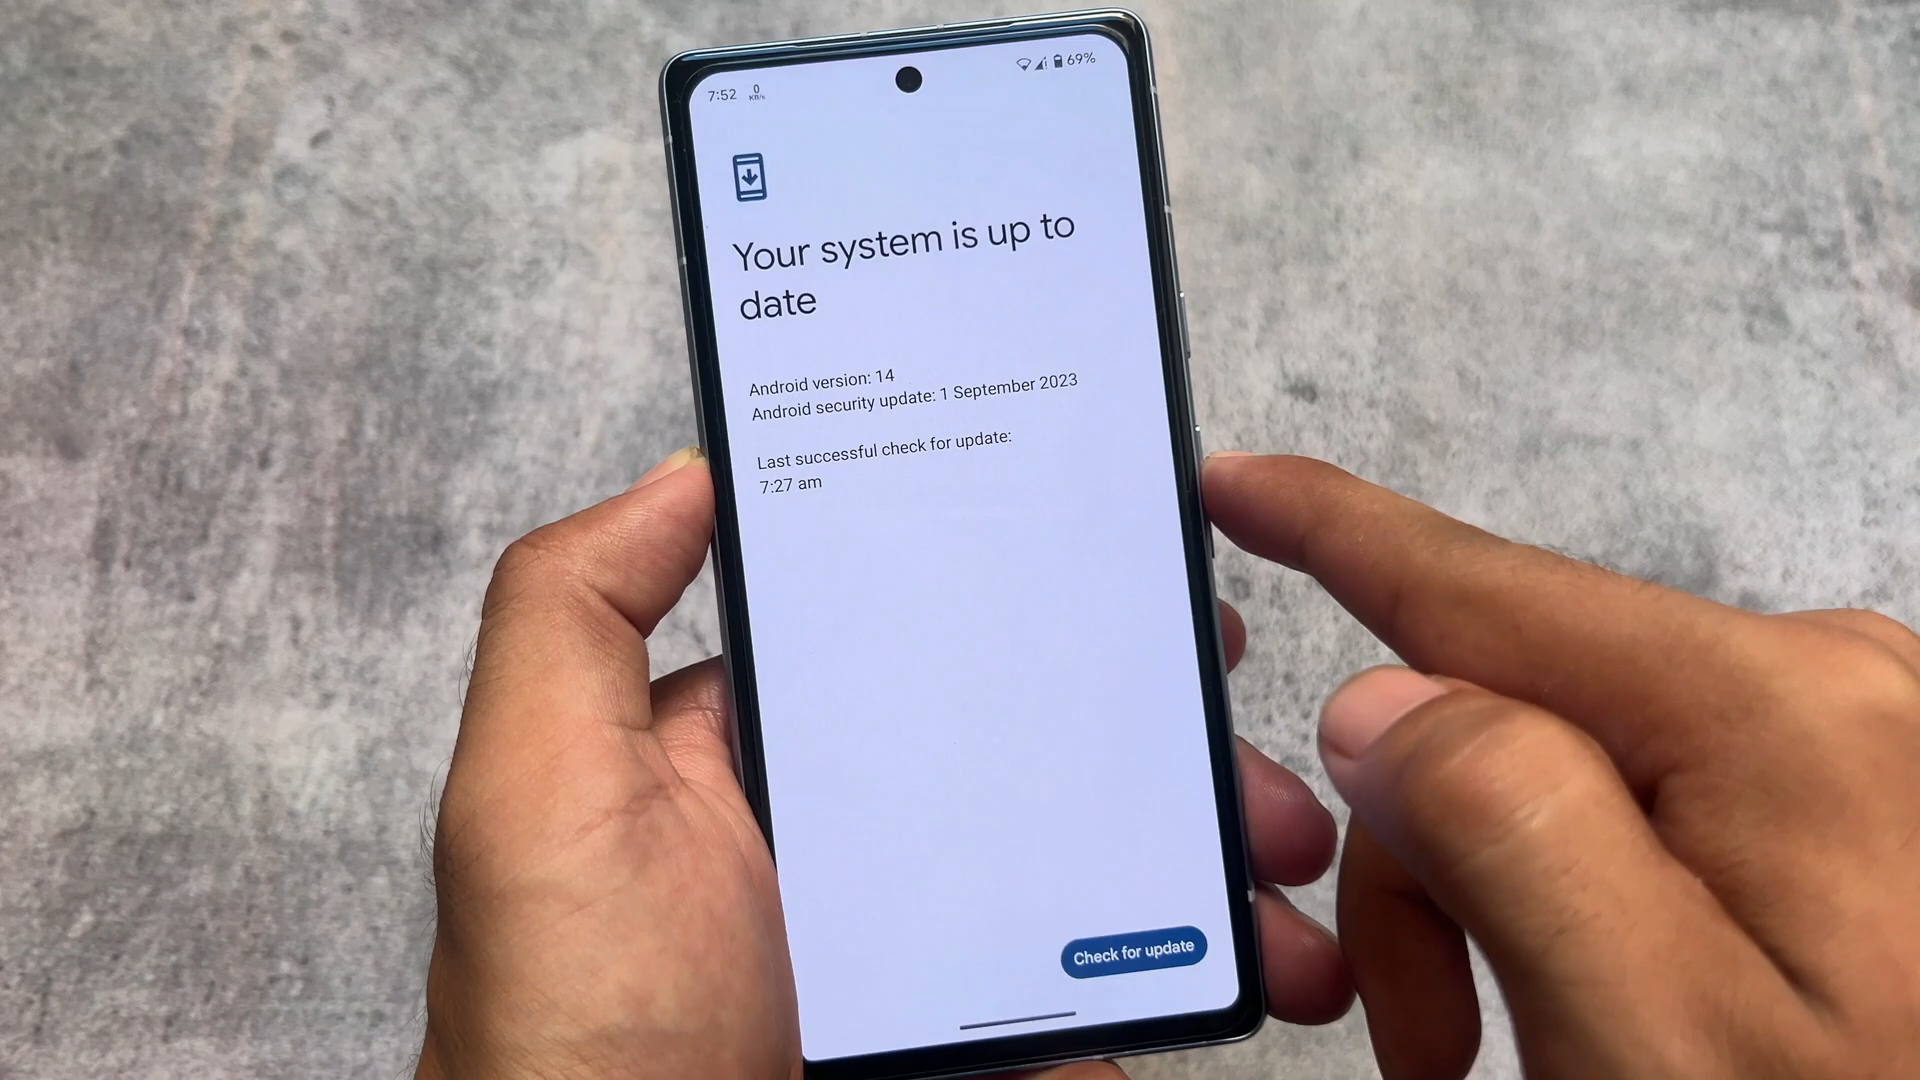 7:52 0 KB/s 69%
Your system is up to
date
Android version: 14
Android security update: 1 September 2023
Last successful check for update:
7:27 am
Check for update